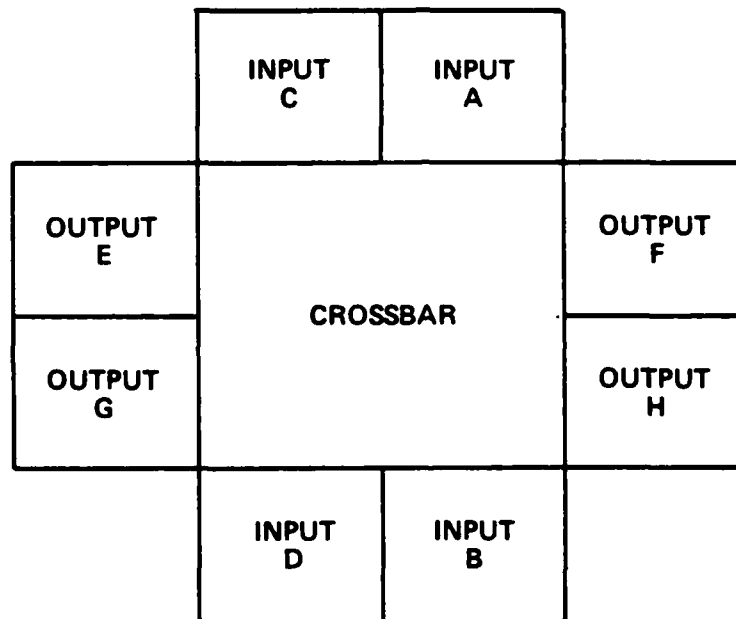 INPUT
C
INPUT
A
OUTPUT
E
OUTPUT
F
CROSSBAR
OUTPUT
G
OUTPUT
H
INPUT
D
INPUT
B